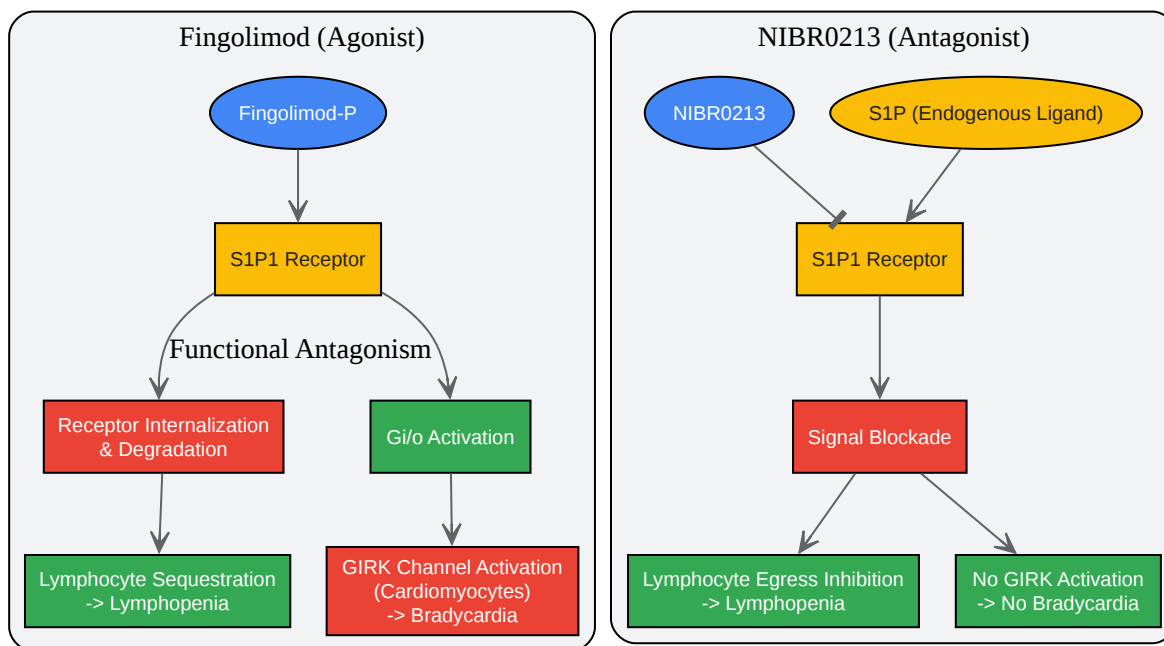 Fingolimod (Agonist)
Fingolimod-P
S1P1 Receptor
Functional Antagonism
Receptor Internalization
& Degradation
Gi/o Activation
Lymphocyte Sequestration
-> Lymphopenia
GIRK Channel Activation
(Cardiomyocytes)
-> Bradycardia
NIBR0213 (Antagonist)
NIBR0213
S1P (Endogenous Ligand)
S1P1 Receptor
Signal Blockade
Lymphocyte Egress Inhibition
-> Lymphopenia
No GIRK Activation
-> No Bradycardia